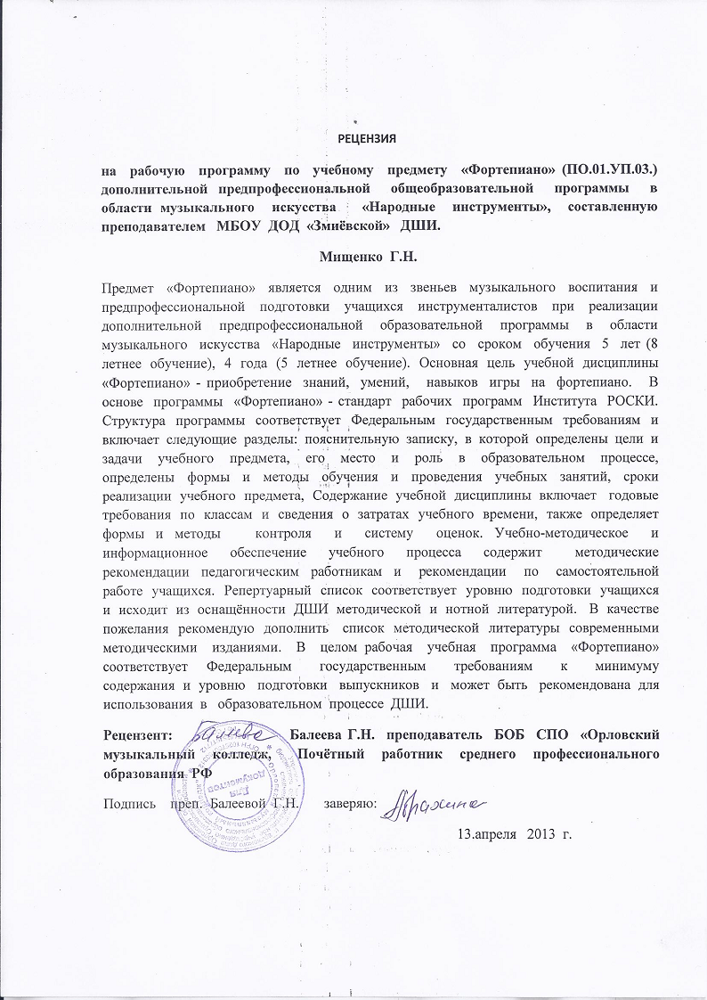 РЕЦЕНЗИЯ
на рабочую программу по учебному предмету «Фортепиано» (ПО.01.УП.03.)
дополнительной предпрофессиональной общеобразовательной программы в
области музыкального искусства «Народные инструменты», составленную
преподавателем МБОУ ДОД «Змиёвской» ДШИ.
Мищенко Г.Н.
Предмет «Фортепиано» является одним из звеньев музыкального воспитания и
предпрофессиональной подготовки учащихся инструменталистов при реализации
дополнительной предпрофессиональной образовательной программы в области
музыкального искусства «Народные инструменты» со сроком обучения 5 лет (8
летнее обучение), 4 года (5 летнее обучение). Основная цель учебной дисциплины
«Фортепиано» - приобретение знаний, умений, навыков игры на фортепиано. В
основе программы «Фортепиано» - стандарт рабочих программ Института РОСКИ.
Структура программы соответствует Федеральным государственным требованиям и
включает следующие разделы: пояснительную записку, в которой определены цели и
задачи учебного предмета, его место и роль в образовательном процессе,
определены формы и методы обучения и проведения учебных занятий, сроки
реализации учебного предмета, Содержание учебной дисциплины включает годовые
требования по классам и сведения о затратах учебного времени, также определяет
формы и методы контроля и систему оценок. Учебно-методическое и
информационное обеспечение учебного процесса содержит методические
рекомендации педагогическим работникам и рекомендации по самостоятельной
работе учащихся. Репертуарный список соответствует уровню подготовки учащихся
и исходит из оснащённости ДШИ методической и нотной литературой. В качестве
пожелания рекомендую дополнить список методической литературы современными
методическими изданиями. В целом рабочая учебная программа «Фортепиано»
соответствует Федеральным государственным требованиям к минимуму
содержания и уровню подготовки выпускников и может быть рекомендована для
использования в образовательном процессе ДШИ.
Рецензент: Балеева Балеева Г.Н. преподаватель БОБ СПО «Орловский
музыкальный колледж, Почётный работник среднего профессионального
образования РФ
Для документов
Подпись преп. Балеевой Г.Н. заверяю:
13.апреля 2013 г.